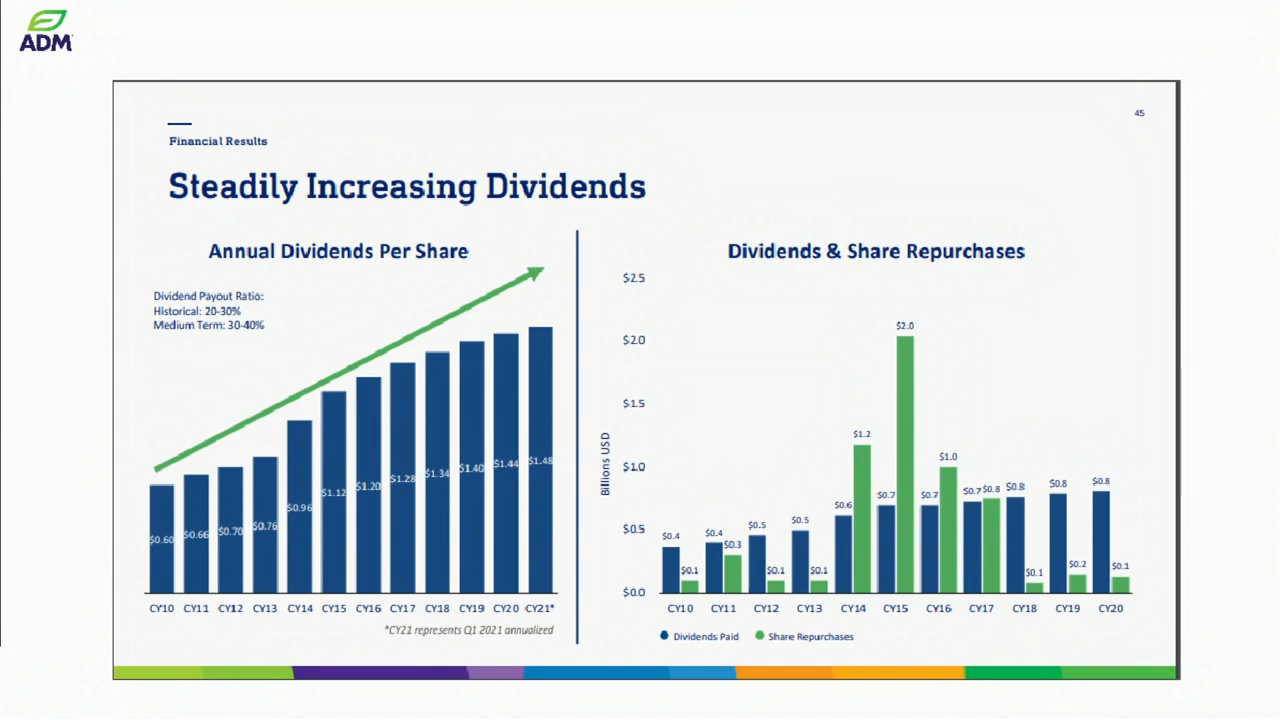 ADM
45
Financial Results
Steadily Increasing Dividends
Annual Dividends Per Share
Dividend Payout Ratio:
Historical: 20-30%
Medium Term: 30-40%
$0.60 $0.66 $0.70 $0.76 $0.96 $1.12 $1.20 $1.28 $1.34 $1.40 $1.44 $1.48
CY10 CY11 CY12 CY13 CY14 CY15 CY16 CY17 CY18 CY19 CY20 CY21*
*CY21 represents Q1 2021 annualized
Dividends & Share Repurchases
Billions USD
$2.5
$2.0
$1.5
$1.0
$0.5
$0.0
$0.4 $0.1 $0.4 $0.3 $0.5 $0.1 $0.5 $0.1 $0.6 $1.2 $0.7 $2.0 $0.7 $1.0 $0.7 $0.8 $0.8 $0.1 $0.8 $0.2 $0.8 $0.1
CY10 CY11 CY12 CY13 CY14 CY15 CY16 CY17 CY18 CY19 CY20
Dividends Paid Share Repurchases